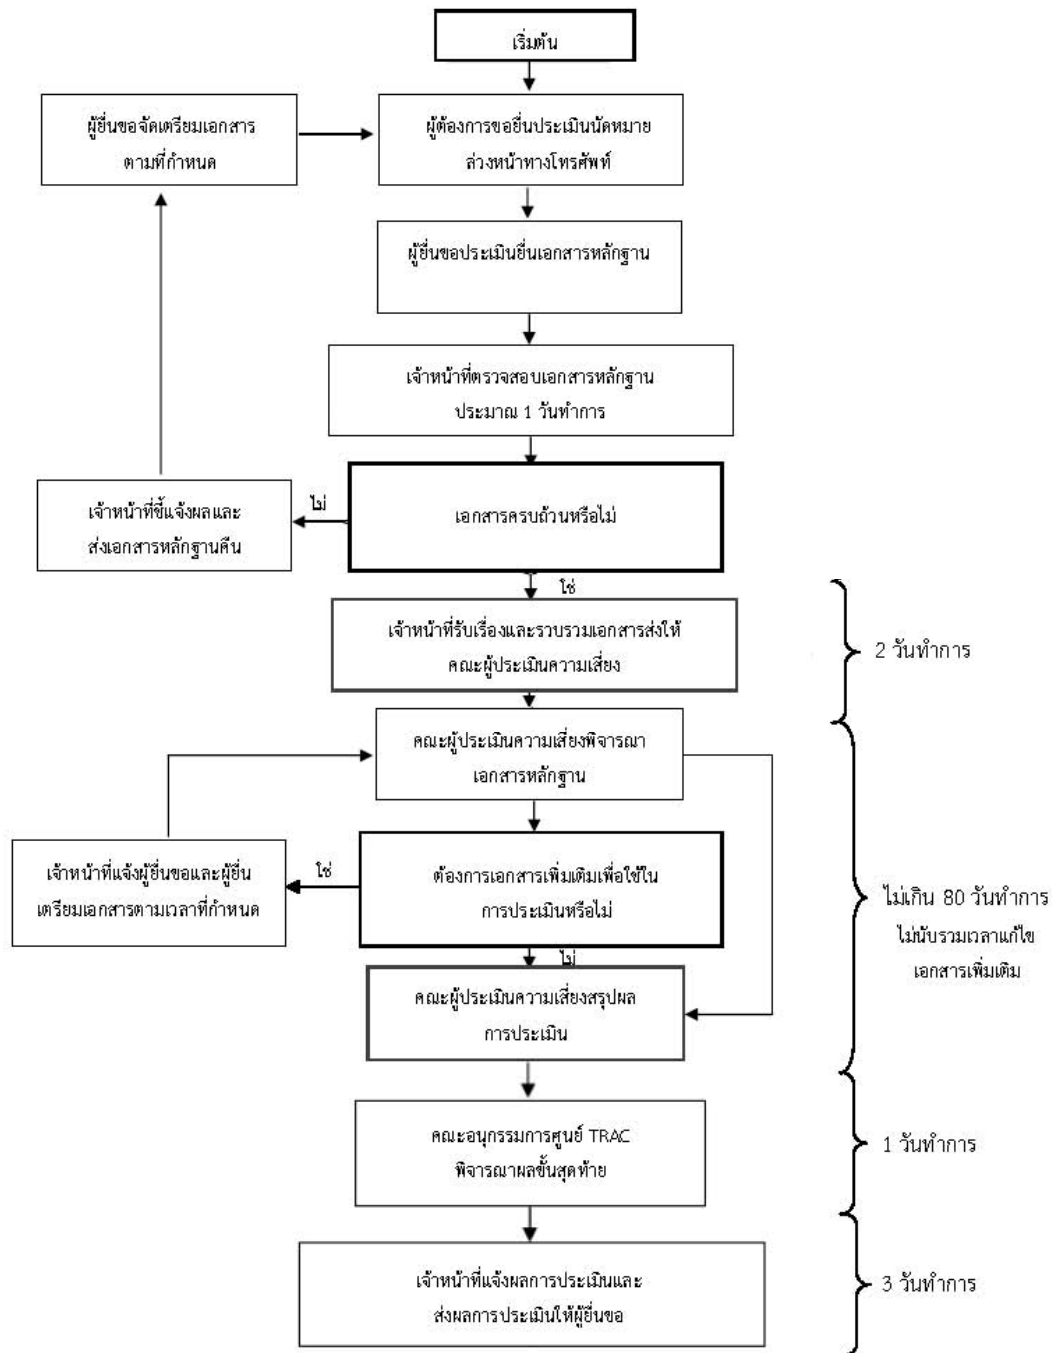 เริ่มต้น
ผู้ยื่นขอจัดเตรียมเอกสาร
ตามที่กำหนด
ผู้ต้องการขอยื่นประเมินนัดหมาย
ล่วงหน้าทางโทรศัพท์
ผู้ยื่นขอประเมินยื่นเอกสารหลักฐาน
เจ้าหน้าที่ตรวจสอบเอกสารหลักฐาน
ประมาณ 1 วันทำการ
เจ้าหน้าที่ชี้แจ้งผลและ
ส่งเอกสารหลักฐานคืน
ไม่
เอกสารครบถ้วนหรือไม่
ใช่
เจ้าหน้าที่รับเรื่องและรวบรวมเอกสารส่งให้
คณะผู้ประเมินความเสี่ยง
2 วันทำการ
คณะผู้ประเมินความเสี่ยงพิจารณา
เอกสารหลักฐาน
เจ้าหน้าที่แจ้งผู้ยื่นขอและผู้ยื่น
เตรียมเอกสารตามเวลาที่กำหนด
ใช่
ต้องการเอกสารเพิ่มเติมเพื่อใช้ใน
การประเมินหรือไม่
ไม่
ไม่เกิน 80 วันทำการ
ไม่นับรวมเวลาแก้ไข
เอกสารเพิ่มเติม
คณะผู้ประเมินความเสี่ยงสรุปผล
การประเมิน
คณะอนุกรรมการศูนย์ TRAC
พิจารณาผลขั้นสุดท้าย
1 วันทำการ
เจ้าหน้าที่แจ้งผลการประเมินและ
ส่งผลการประเมินให้ผู้ยื่นขอ
3 วันทำการ